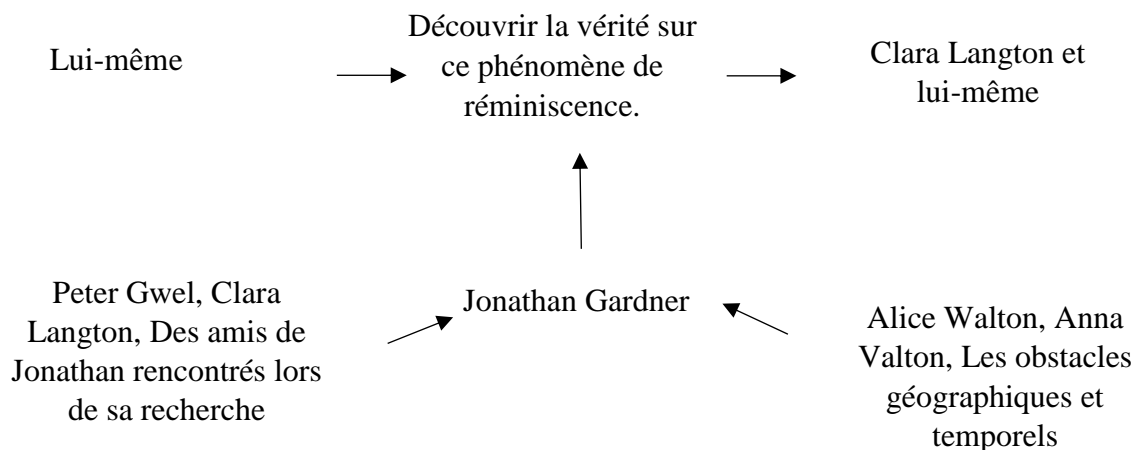 Lui-même
Découvrir la vérité sur
ce phénomène de
réminiscence.
Clara Langton et
lui-même
Peter Gwel, Clara
Langton, Des amis de
Jonathan rencontrés lors
de sa recherche
Jonathan Gardner
Alice Walton, Anna
Valton, Les obstacles
géographiques et
temporels